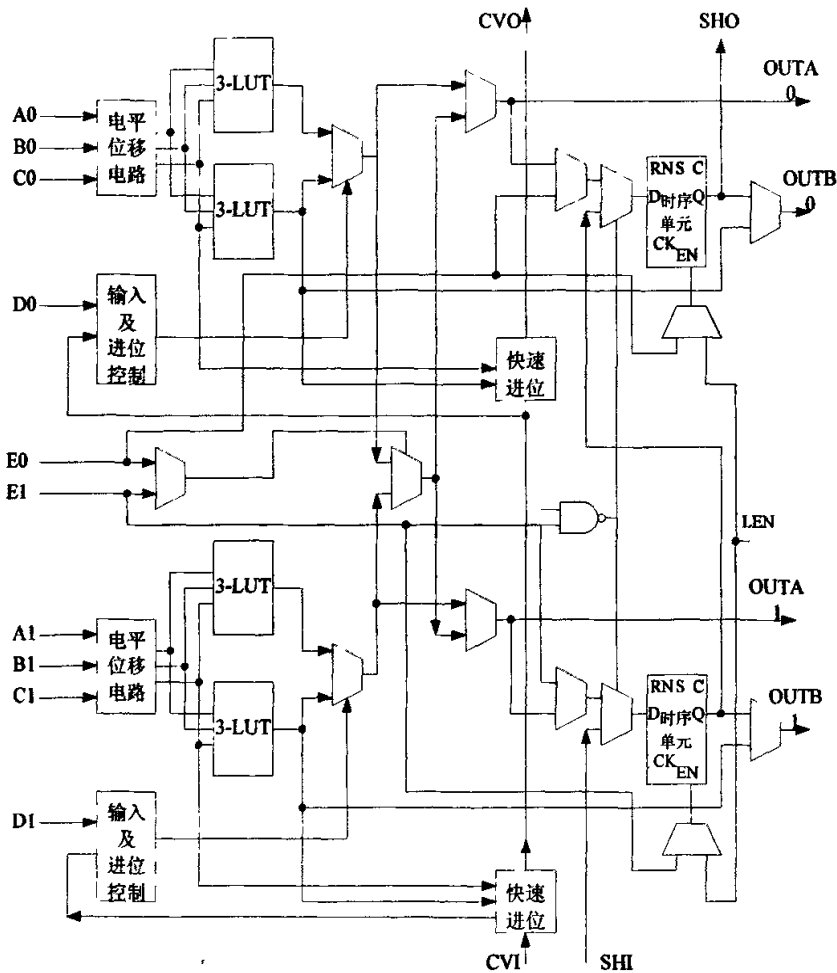 CVO
SHO
OUTA
0
3-LUT
A0
B0
C0
电平
位移
电路
3-LUT
RNS C
D时序Q
单元
CK
EN
OUTB
0
D0
输入
及
进位
控制
快速
进位
E0
E1
LEN
3-LUT
OUTA
1
A1
B1
C1
电平
位移
电路
3-LUT
RNS C
D时序Q
单元
CK
EN
OUTB
1
D1
输入
及
进位
控制
快速
进位
CVI
SHI